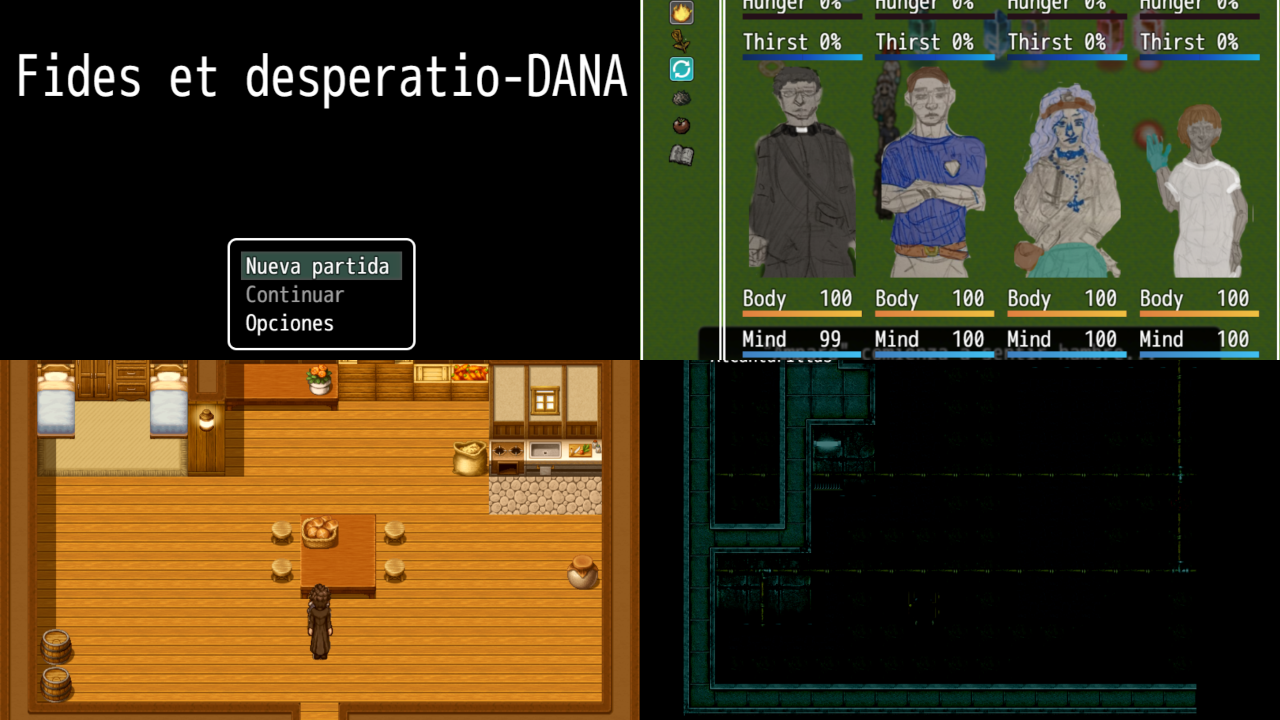 Fides et desperatio-DANA
Nueva partida
Continuar
Opciones
Hunger 0% Hunger 0% Hunger 0% Hunger 0%
Thirst 0% Thirst 0% Thirst 0% Thirst 0%
Body 100 Body 100 Body 100 Body 100
Mind 99 Mind 100 Mind 100 Mind 100